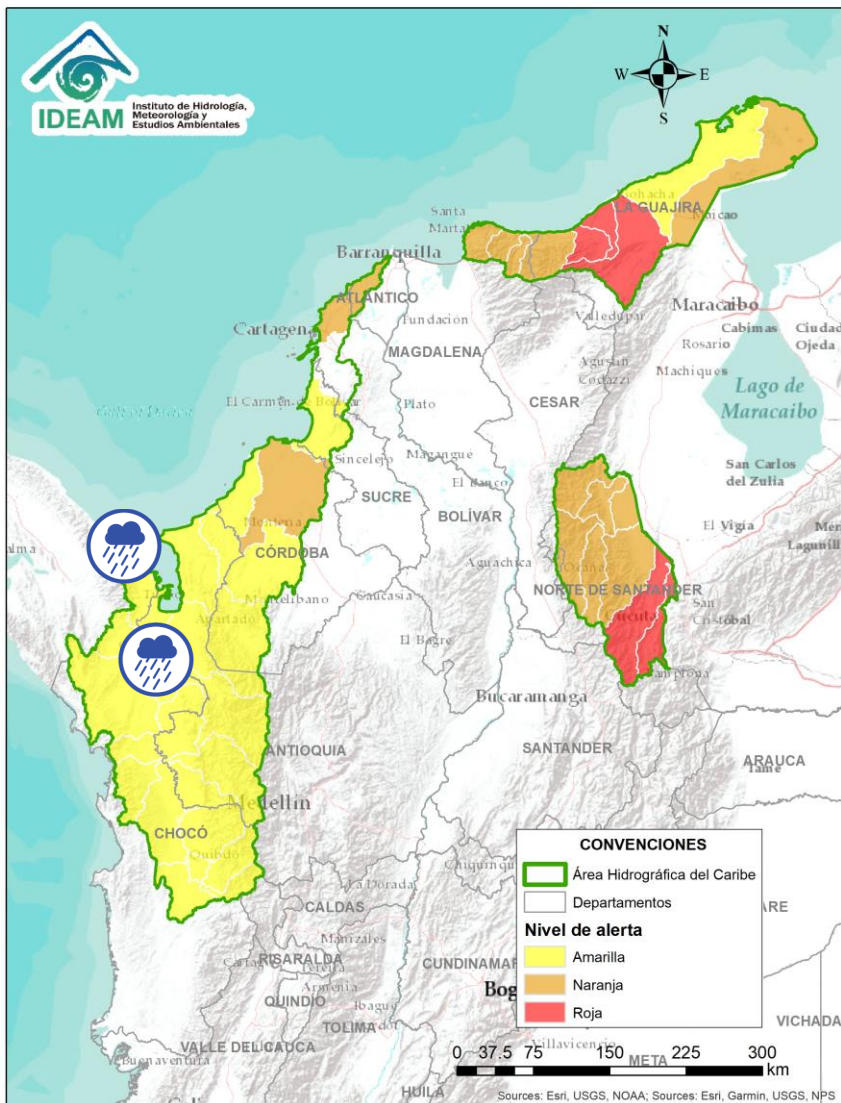 IDEAM
Instituto de Hidrología,
Meteorología y
Estudios Ambientales
N
W
E
S
Riohacha
LA GUAJIRA
Maicao
Santa
Marta
Barranquilla
ATLÁNTICO
Cartagena
Fundación
Valledupar
Maracaibo
Cabimas
Ciudad
Ojeda
Rosario
Machiques
MAGDALENA
Agustín
Codazzi
El Carmen de Bolívar
Plato
CESAR
Lago de
Maracaibo
Sincelejo
Magangué
San Carlos
del Zulia
SUCRE
El Banco
BOLÍVAR
Montería
CÓRDOBA
El Vigía
Aguachica
Ocaña
NORTE DE SANTANDER
Montelíbano
Caucasia
Apartadó
Cúcuta
San
Cristóbal
El Bagre
Pamplona
Bucaramanga
SANTANDER
ANTIOQUIA
ARAUCA
Tame
Medellín
CHOCÓ
Quibdó
La Dorada
CALDAS
Manizales
RISARALDA
Pereira
Armenia
QUINDÍO
Ibagué
TOLIMA
VALLE DEL CAUCA
Buenaventura
HUILA
Villavicencio
META
VICHADA
CONVENCIONES
Área Hidrográfica del Caribe
Departamentos
Nivel de alerta
Amarilla
Naranja
Roja
0 37.5 75 150 225 300
km
Sources: Esri, USGS, NOAA; Sources: Esri, Garmin, USGS, NPS